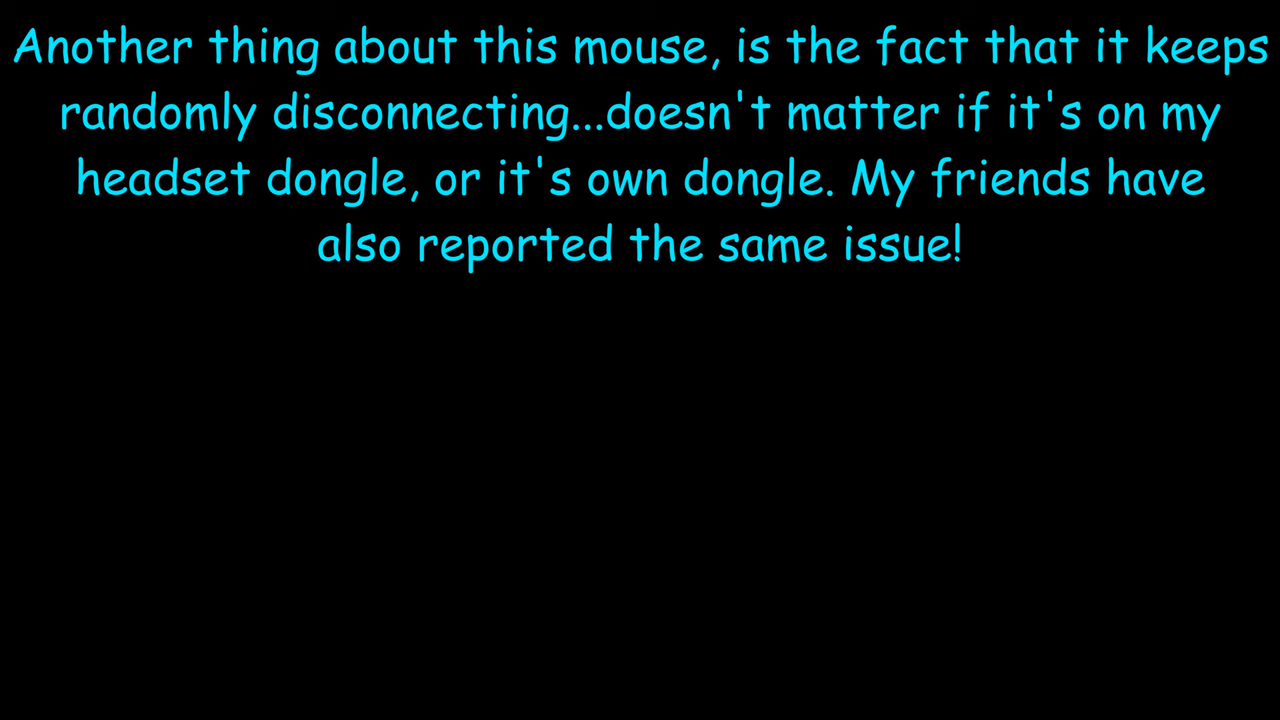 Another thing about this mouse, is the fact that it keeps
randomly disconnecting...doesn't matter if it's on my
headset dongle, or it's own dongle. My friends have
also reported the same issue!